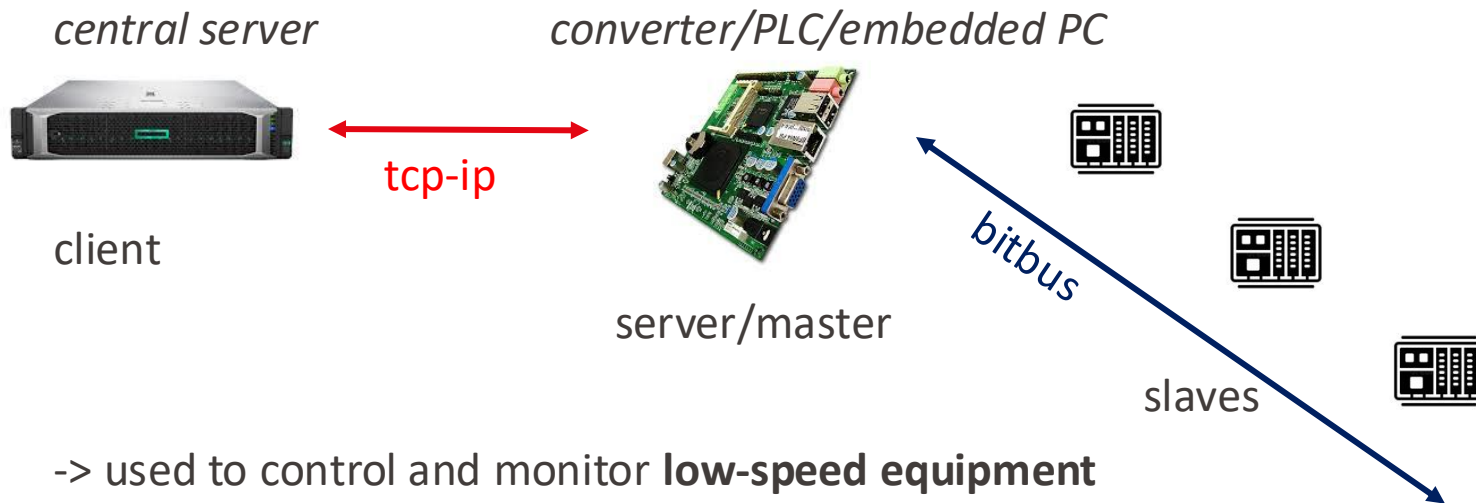 central server
converter/PLC/embedded PC
tcp-ip
client
bitbus
server/master
slaves
-> used to control and monitor low-speed equipment